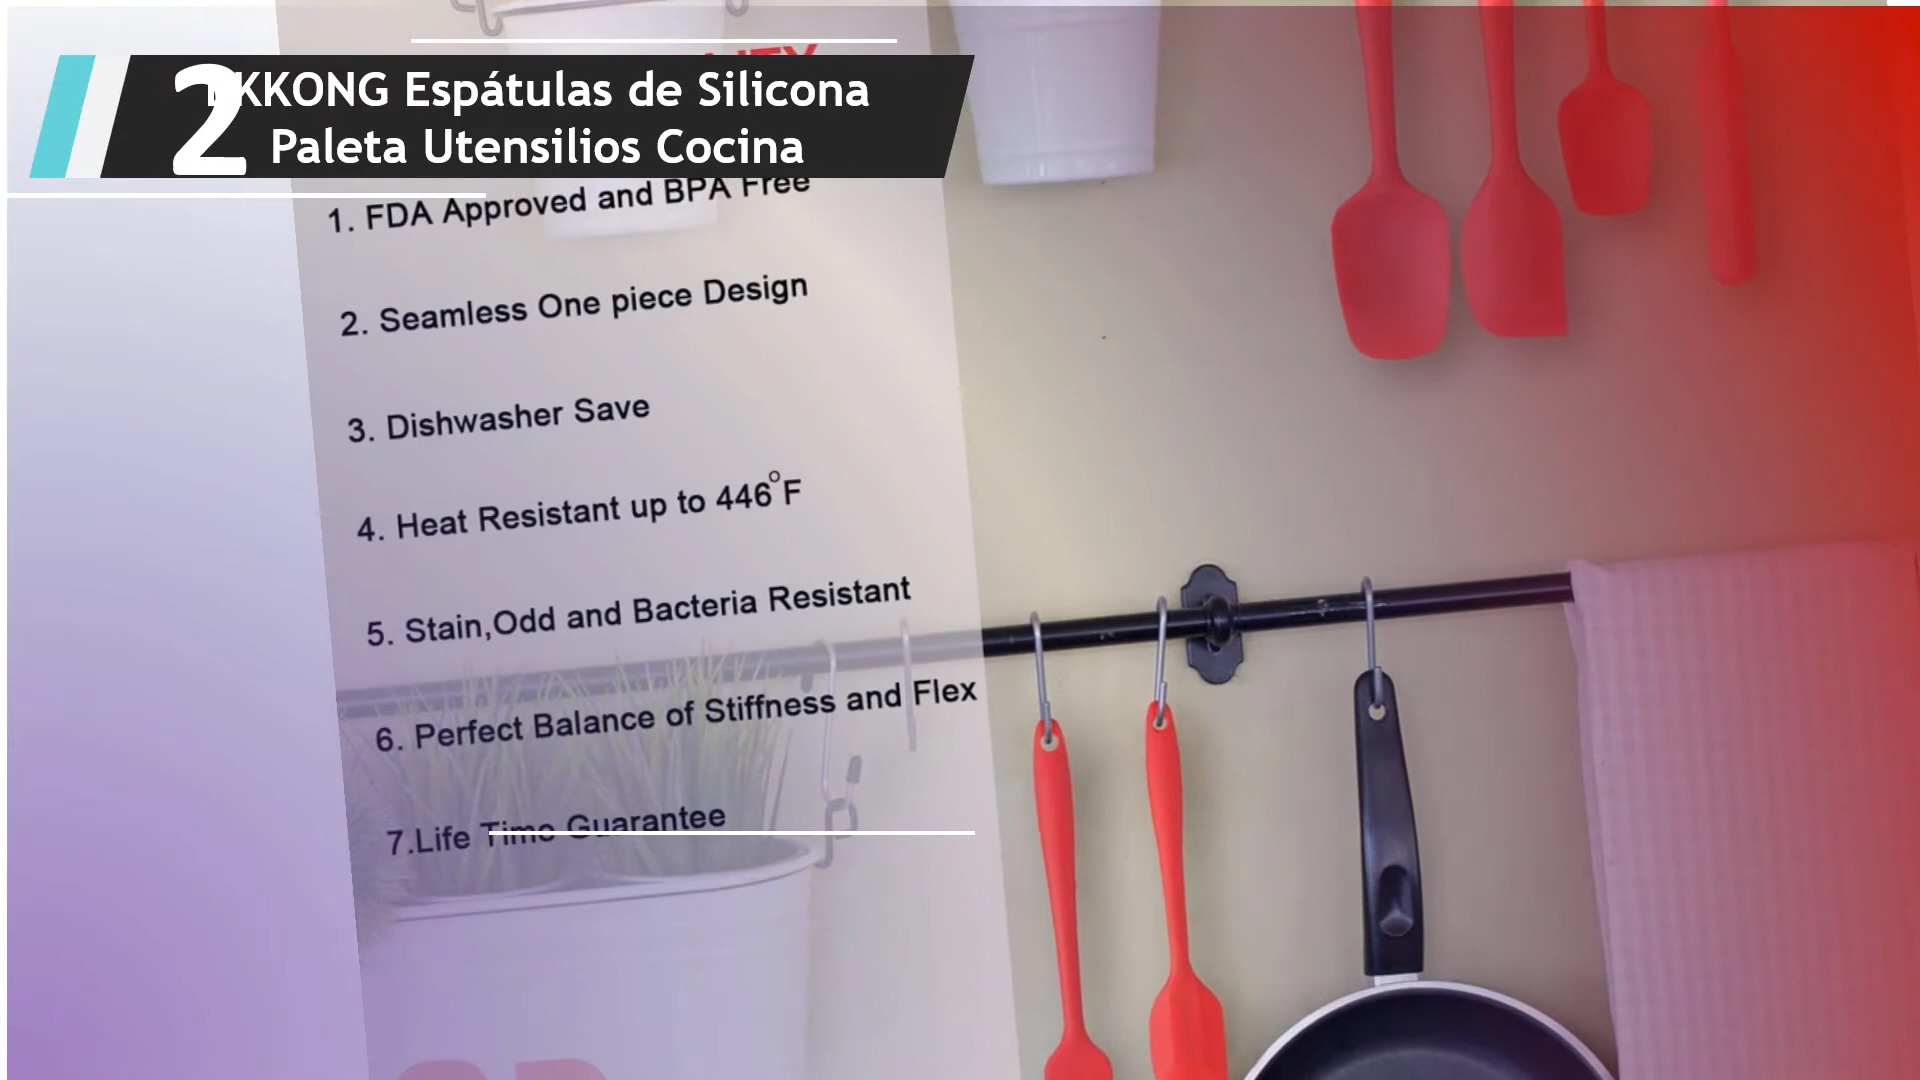 2
Espátulas de Silicona
Paleta Utensilios Cocina
1. FDA Approved and BPA Free
2. Seamless One piece Design
3. Dishwasher Save
4. Heat Resistant up to 446°F
5. Stain,Odd and Bacteria Resistant
6. Perfect Balance of Stiffness and Flex
7.Life Time Guarantee